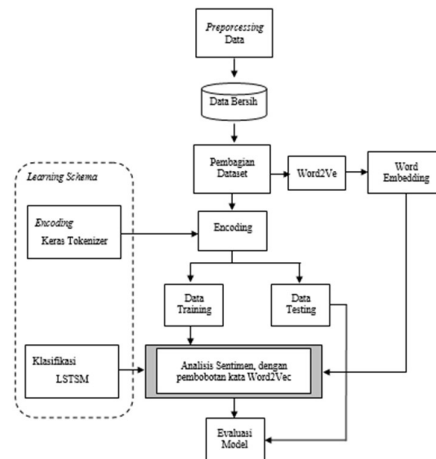 Preporcessing
Data
Data Bersih
Pembagian
Dataset
Word2Ve
Word
Embedding
Learning Schema
Encoding
Keras Tokenizer
Encoding
Data
Training
Data
Testing
Klasifikasi
LSTSM
Analisis Sentimen, dengan
pembobotan kata Word2Vec
Evaluasi
Model